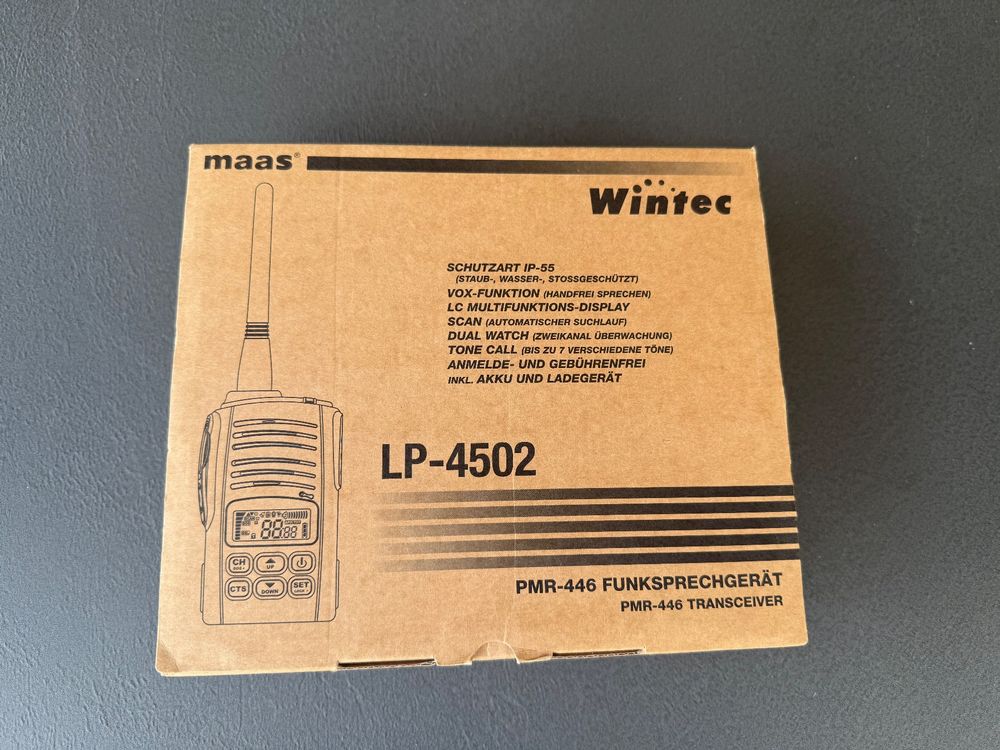 maas®
Wintec
SCHUTZART IP-55
(STAUB-, WASSER-, STOSSGESCHÜTZT)
VOX-FUNKTION (HANDFREI SPRECHEN)
LC MULTIFUNKTIONS-DISPLAY
SCAN (AUTOMATISCHER SUCHLAUF)
DUAL WATCH (ZWEIKANAL ÜBERWACHUNG)
TONE CALL (BIS ZU 7 VERSCHIEDENE TÖNE)
ANMELDE- UND GEBÜHRENFREI
INKL. AKKU UND LADEGERÄT
LP-4502
88.88
CH UP
CTS DOWN SET
PMR-446 FUNKSPRECHGERÄT
PMR-446 TRANSCEIVER